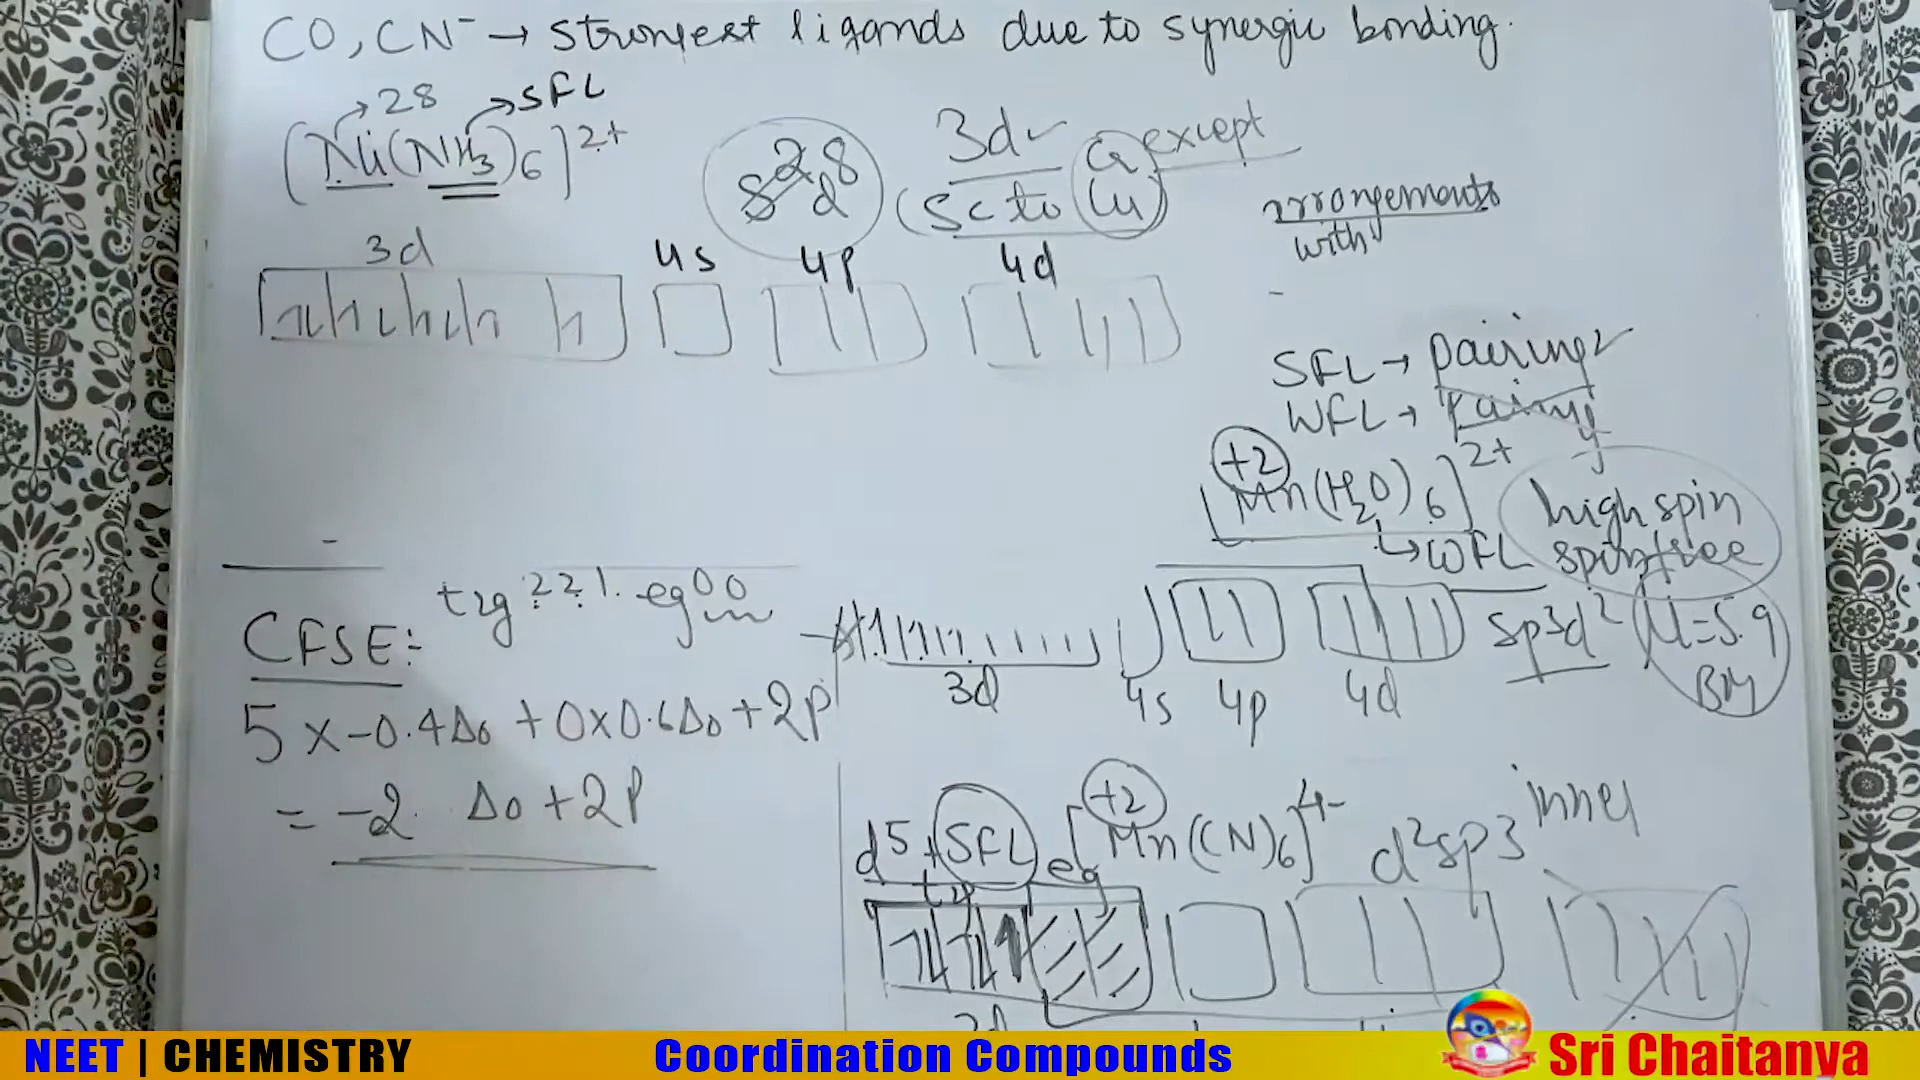 CO, CN⁻ → strongest ligands due to synergic bonding.
→28 →SFL
[Ni(NH₃)₆]²⁺
s² d⁸
3d✓
(Sc to Cu)
Cr except
arrangements
with
3d 4s 4p 4d
SFL → pairing✓
WFL → pairing
+2
[Mn(H₂O)₆]²⁺
↳WFL
high spin
spin free
3d 4s 4p 4d
sp³d²
μ=5.9
BM
t₂g 2 2 1. eg 0 0
CFSE:-
5 × -0.4Δo + 0×0.6Δo + 2P
= -2. Δo + 2P
d⁵ + SFL
+2
[Mn(CN)₆]⁴⁻ d²sp3 inner
t₂g eg
3d
NEET | CHEMISTRY
Coordination Compounds
Sri Chaitanya